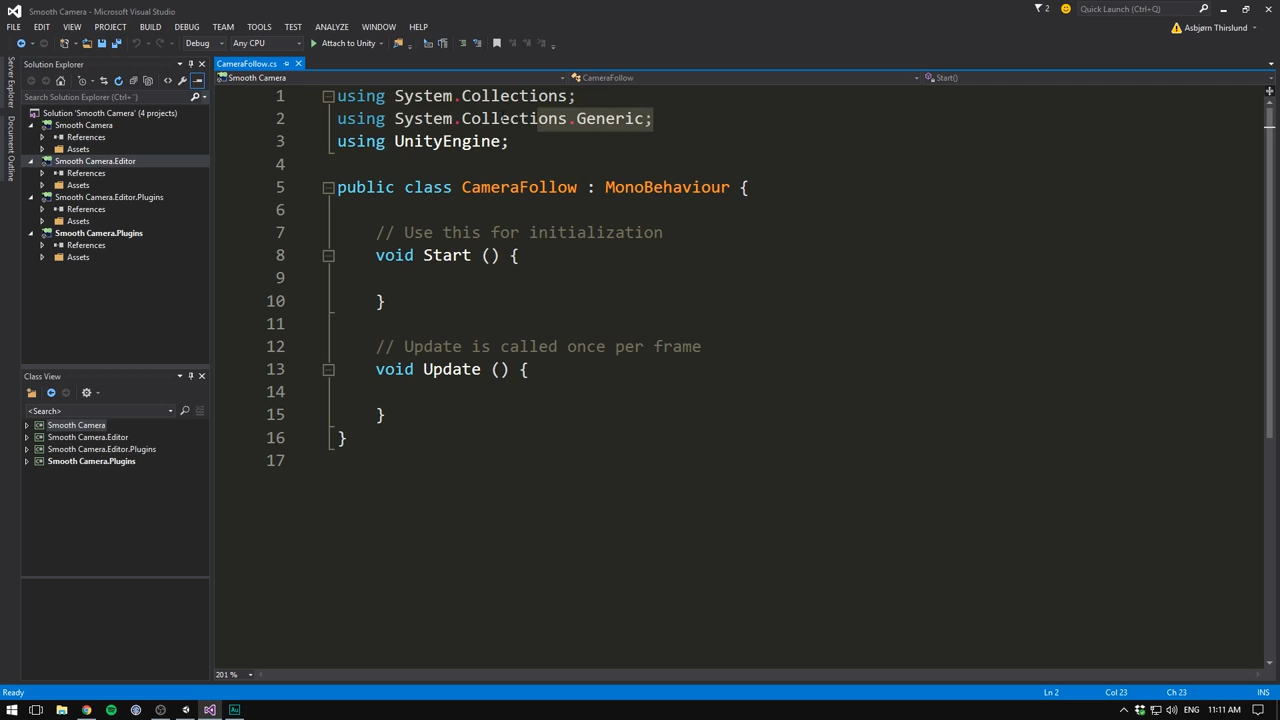 Smooth Camera - Microsoft Visual Studio
2
Quick Launch (Ctrl+Q)
FILE EDIT VIEW PROJECT BUILD DEBUG TEAM TOOLS TEST ANALYZE WINDOW HELP
Asbjørn Thirslund
Debug Any CPU Attach to Unity
Server Explorer
Document Outline
Solution Explorer
Search Solution Explorer (Ctrl+¨)
Solution 'Smooth Camera' (4 projects)
Smooth Camera
References
Assets
Smooth Camera.Editor
References
Assets
Smooth Camera.Editor.Plugins
References
Assets
Smooth Camera.Plugins
References
Assets
Class View
<Search>
Smooth Camera
Smooth Camera.Editor
Smooth Camera.Editor.Plugins
Smooth Camera.Plugins
CameraFollow.cs
Smooth Camera CameraFollow Start()
1 using System.Collections;
2 using System.Collections.Generic;
3 using UnityEngine;
4
5 public class CameraFollow : MonoBehaviour {
6
7 // Use this for initialization
8 void Start () {
9
10 }
11
12 // Update is called once per frame
13 void Update () {
14
15 }
16 }
17
201 %
Ready Ln 2 Col 23 Ch 23 INS
ENG 11:11 AM